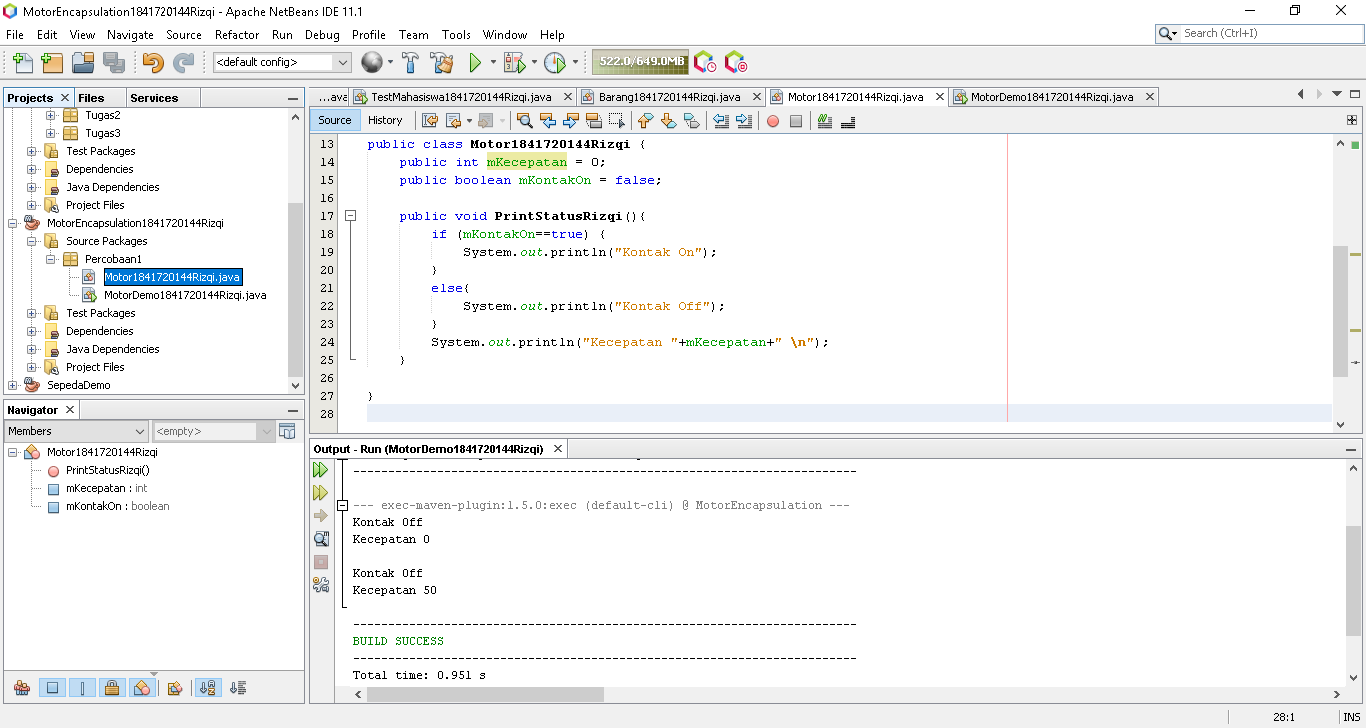 MotorEncapsulation1841720144Rizqi - Apache NetBeans IDE 11.1
File Edit View Navigate Source Refactor Run Debug Profile Team Tools Window Help
Search (Ctrl+I)
<default config>
522.0/649.0MB
Projects Files Services
Tugas2
Tugas3
Test Packages
Dependencies
Java Dependencies
Project Files
MotorEncapsulation1841720144Rizqi
Source Packages
Percobaan1
Motor1841720144Rizqi.java
MotorDemo1841720144Rizqi.java
Test Packages
Dependencies
Java Dependencies
Project Files
SepedaDemo
Navigator
Members
<empty>
Motor1841720144Rizqi
PrintStatusRizqi()
mKecepatan : int
mKontakOn : boolean
...ava TestMahasiswa1841720144Rizqi.java Barang1841720144Rizqi.java Motor1841720144Rizqi.java MotorDemo1841720144Rizqi.java
Source History
13 public class Motor1841720144Rizqi {
14 public int mKecepatan = 0;
15 public boolean mKontakOn = false;
16
17 public void PrintStatusRizqi(){
18 if (mKontakOn==true) {
19 System.out.println("Kontak On");
20 }
21 else{
22 System.out.println("Kontak Off");
23 }
24 System.out.println("Kecepatan "+mKecepatan+" \n");
25 }
26
27 }
28
Output - Run (MotorDemo1841720144Rizqi)
------------------------------------------------------------------------
--- exec-maven-plugin:1.5.0:exec (default-cli) @ MotorEncapsulation ---
Kontak Off
Kecepatan 0
Kontak Off
Kecepatan 50
------------------------------------------------------------------------
BUILD SUCCESS
------------------------------------------------------------------------
Total time: 0.951 s
28:1 INS